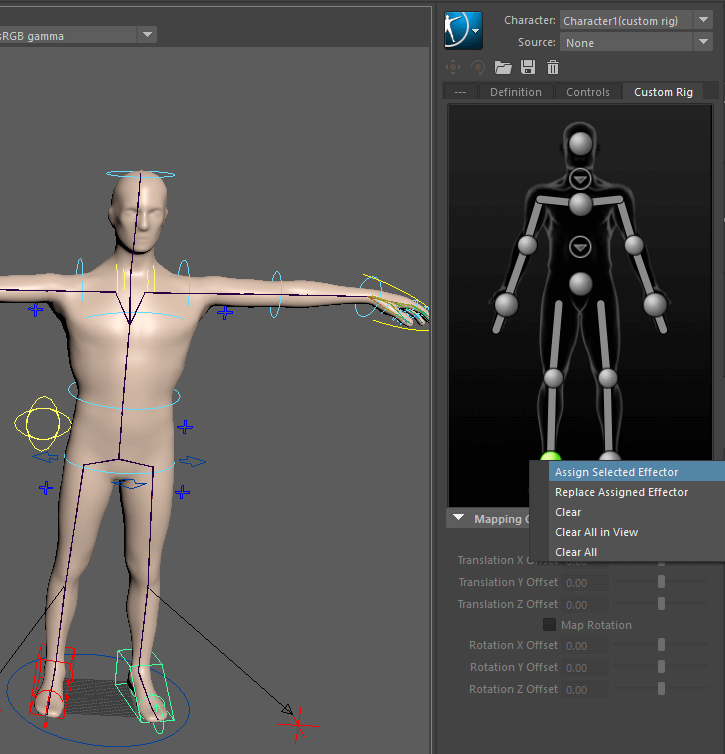 sRGB gamma
Character: Character1(custom rig)
Source: None
--- Definition Controls Custom Rig
Assign Selected Effector
Replace Assigned Effector
Clear
Clear All in View
Clear All
Mapping
Translation X Offset 0.00
Translation Y Offset 0.00
Translation Z Offset 0.00
Map Rotation
Rotation X Offset 0.00
Rotation Y Offset 0.00
Rotation Z Offset 0.00